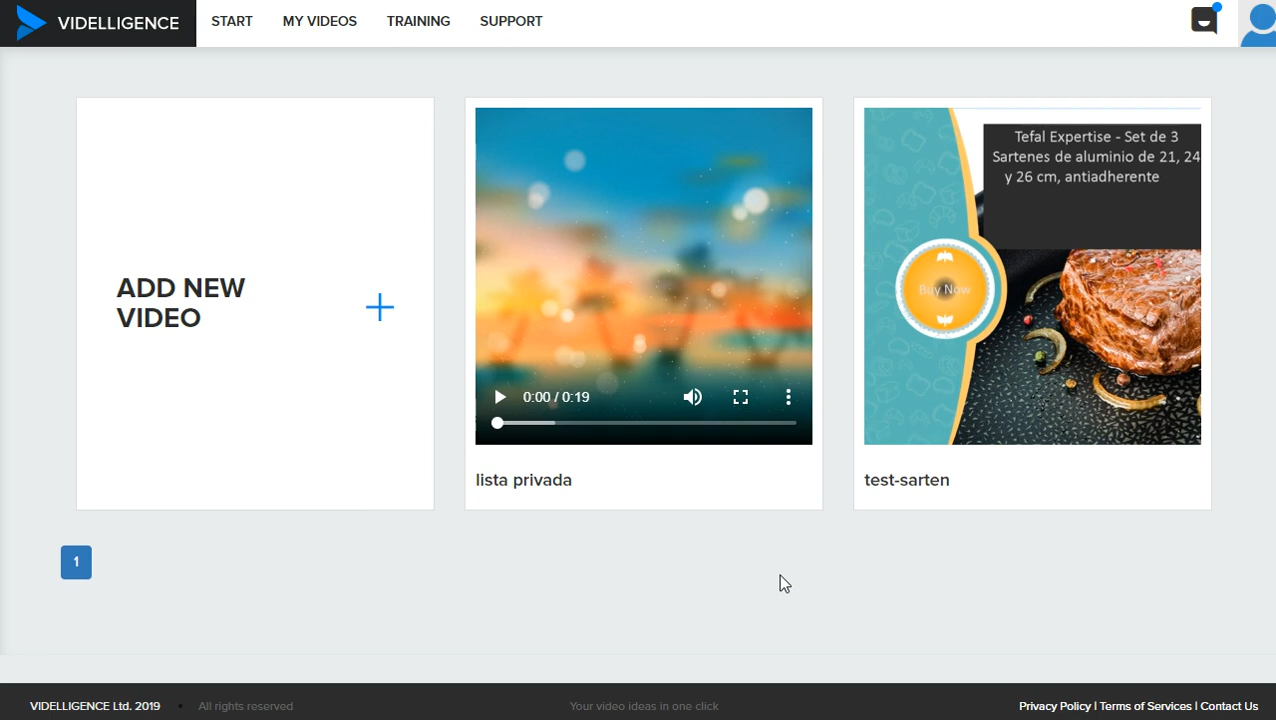 VIDELLIGENCE START MY VIDEOS TRAINING SUPPORT
ADD NEW
VIDEO
0:00 / 0:19
lista privada
Tefal Expertise - Set de 3
Sartenes de aluminio de 21, 24
y 26 cm, antiadherente
Buy Now
test-sarten
1
VIDELLIGENCE Ltd. 2019 • All rights reserved Your video ideas in one click Privacy Policy | Terms of Services | Contact Us